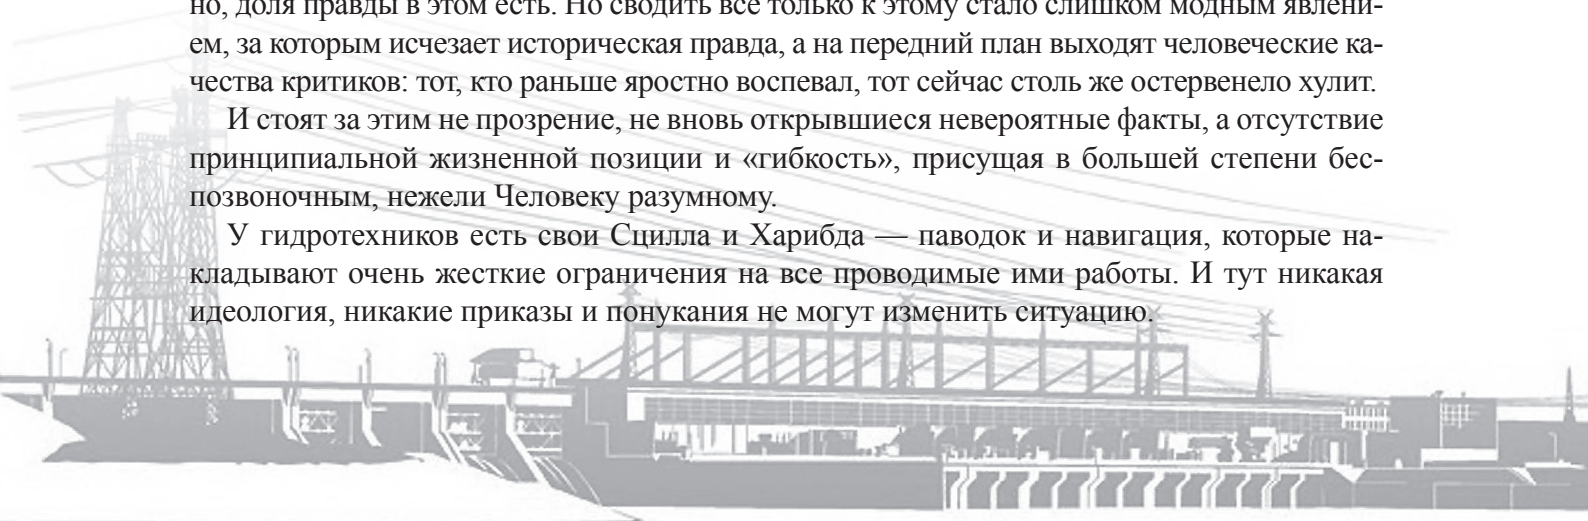 но, доля правды в этом есть. Но сводить все только к этому стало слишком модным явлени-
ем, за которым исчезает историческая правда, а на передний план выходят человеческие ка-
чества критиков: тот, кто раньше яростно воспевал, тот сейчас столь же остервенело хулит.
И стоят за этим не прозрение, не вновь открывшиеся невероятные факты, а отсутствие
принципиальной жизненной позиции и «гибкость», присущая в большей степени бес-
позвоночным, нежели Человеку разумному.
У гидротехников есть свои Сцилла и Харибда — паводок и навигация, которые на-
кладывают очень жесткие ограничения на все проводимые ими работы. И тут никакая
идеология, никакие приказы и понукания не могут изменить ситуацию.